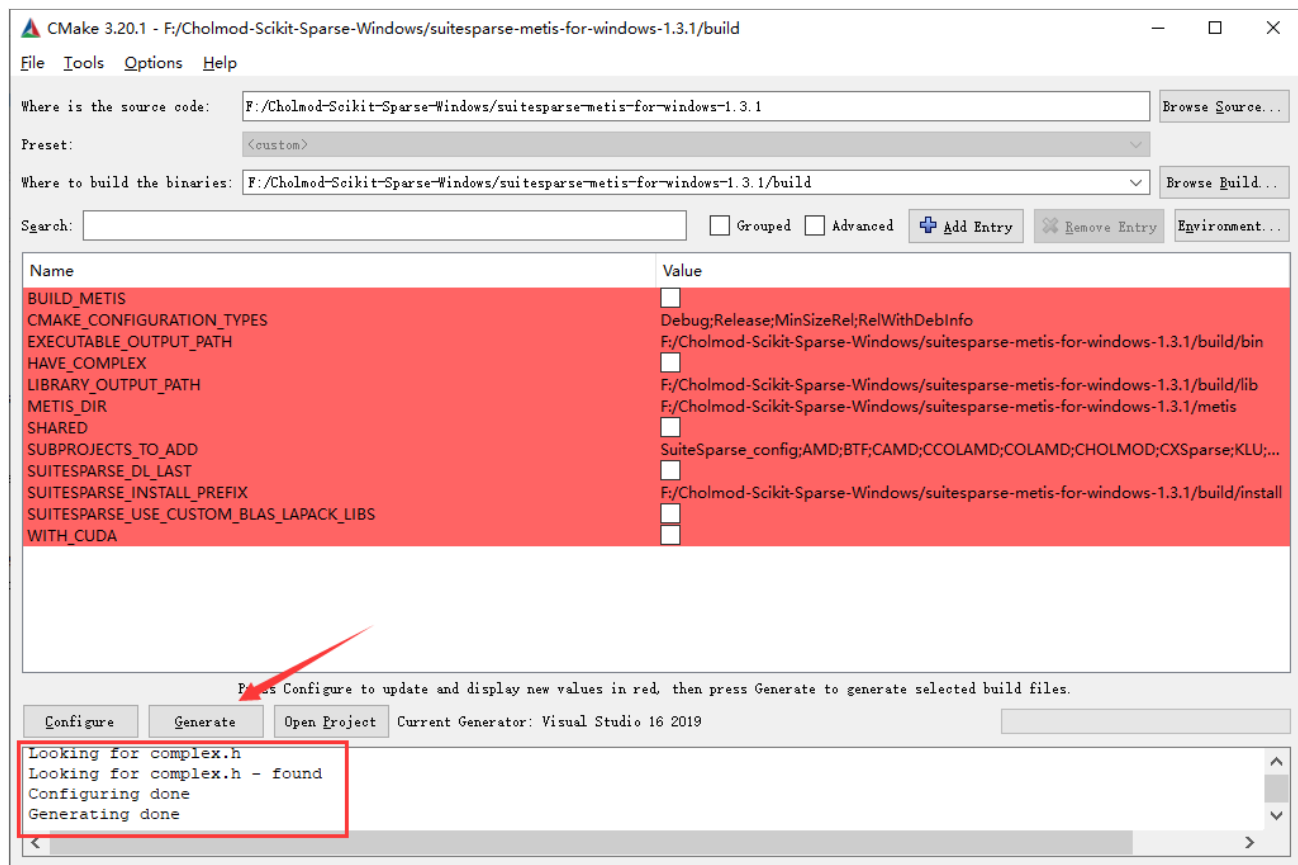 CMake 3.20.1 - F:/Cholmod-Scikit-Sparse-Windows/suitesparse-metis-for-windows-1.3.1/build
File Tools Options Help
Where is the source code: F:/Cholmod-Scikit-Sparse-Windows/suitesparse-metis-for-windows-1.3.1 Browse Source...
Preset: <custom>
Where to build the binaries: F:/Cholmod-Scikit-Sparse-Windows/suitesparse-metis-for-windows-1.3.1/build Browse Build...
Search: Grouped Advanced Add Entry Remove Entry Environment...
Name Value
BUILD_METIS
CMAKE_CONFIGURATION_TYPES Debug;Release;MinSizeRel;RelWithDebInfo
EXECUTABLE_OUTPUT_PATH F:/Cholmod-Scikit-Sparse-Windows/suitesparse-metis-for-windows-1.3.1/build/bin
HAVE_COMPLEX
LIBRARY_OUTPUT_PATH F:/Cholmod-Scikit-Sparse-Windows/suitesparse-metis-for-windows-1.3.1/build/lib
METIS_DIR F:/Cholmod-Scikit-Sparse-Windows/suitesparse-metis-for-windows-1.3.1/metis
SHARED
SUBPROJECTS_TO_ADD SuiteSparse_config;AMD;BTF;CAMD;CCOLAMD;COLAMD;CHOLMOD;CXSparse;KLU;...
SUITESPARSE_DL_LAST
SUITESPARSE_INSTALL_PREFIX F:/Cholmod-Scikit-Sparse-Windows/suitesparse-metis-for-windows-1.3.1/build/install
SUITESPARSE_USE_CUSTOM_BLAS_LAPACK_LIBS
WITH_CUDA
Press Configure to update and display new values in red, then press Generate to generate selected build files.
Configure Generate Open Project Current Generator: Visual Studio 16 2019
Looking for complex.h
Looking for complex.h - found
Configuring done
Generating done